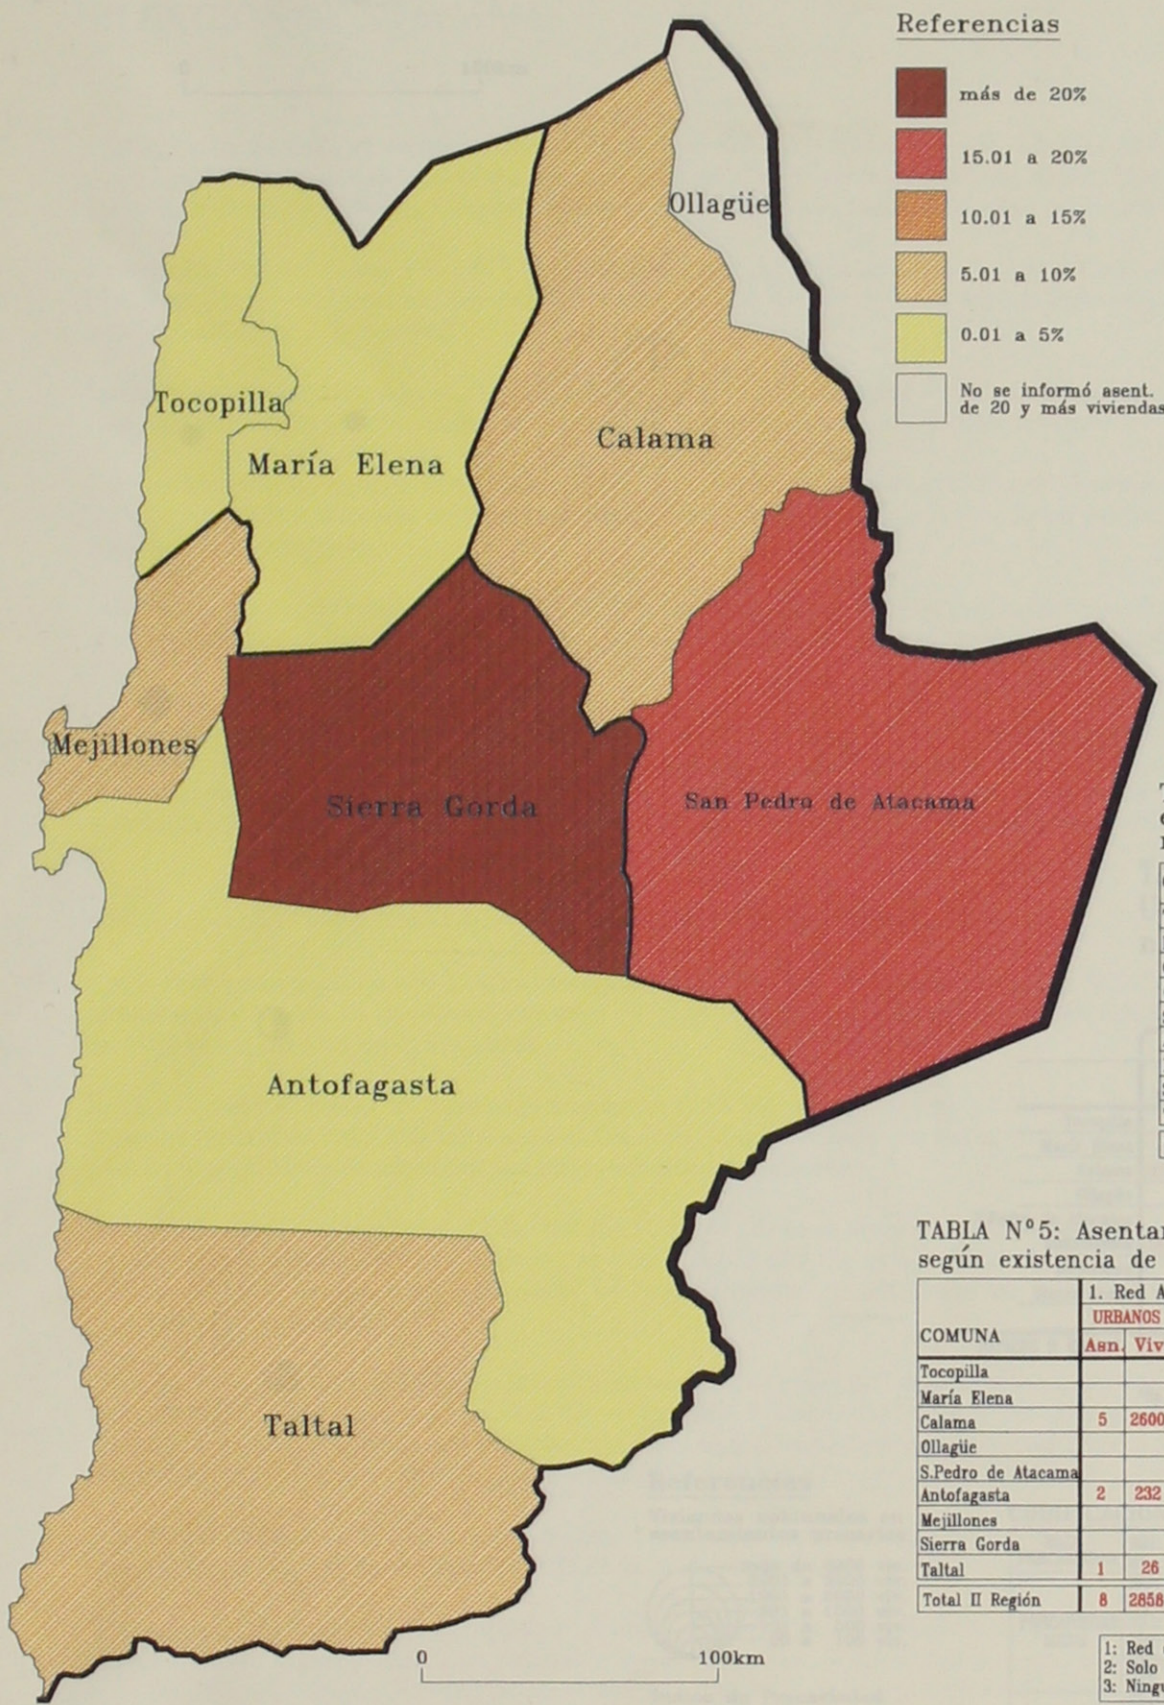 Referencias
más de 20%
15.01 a 20%
10.01 a 15%
5.01 a 10%
0.01 a 5%
No se informó asent.
de 20 y más viviendas
Ollagüe
Tocopilla
María Elena
Calama
Mejillones
Sierra Gorda
San Pedro de Atacama
Antofagasta
Taltal
0 100km
TABLA N°5: Asentar
según existencia de
1. Red A
URBANOS
COMUNA Asn. Viv
Tocopilla
María Elena
Calama 5 2600
Ollagüe
S.Pedro de Atacama
Antofagasta 2 232
Mejillones
Sierra Gorda
Taltal 1 26
Total II Región 8 2858
1: Red
2: Solo
3: Ningu